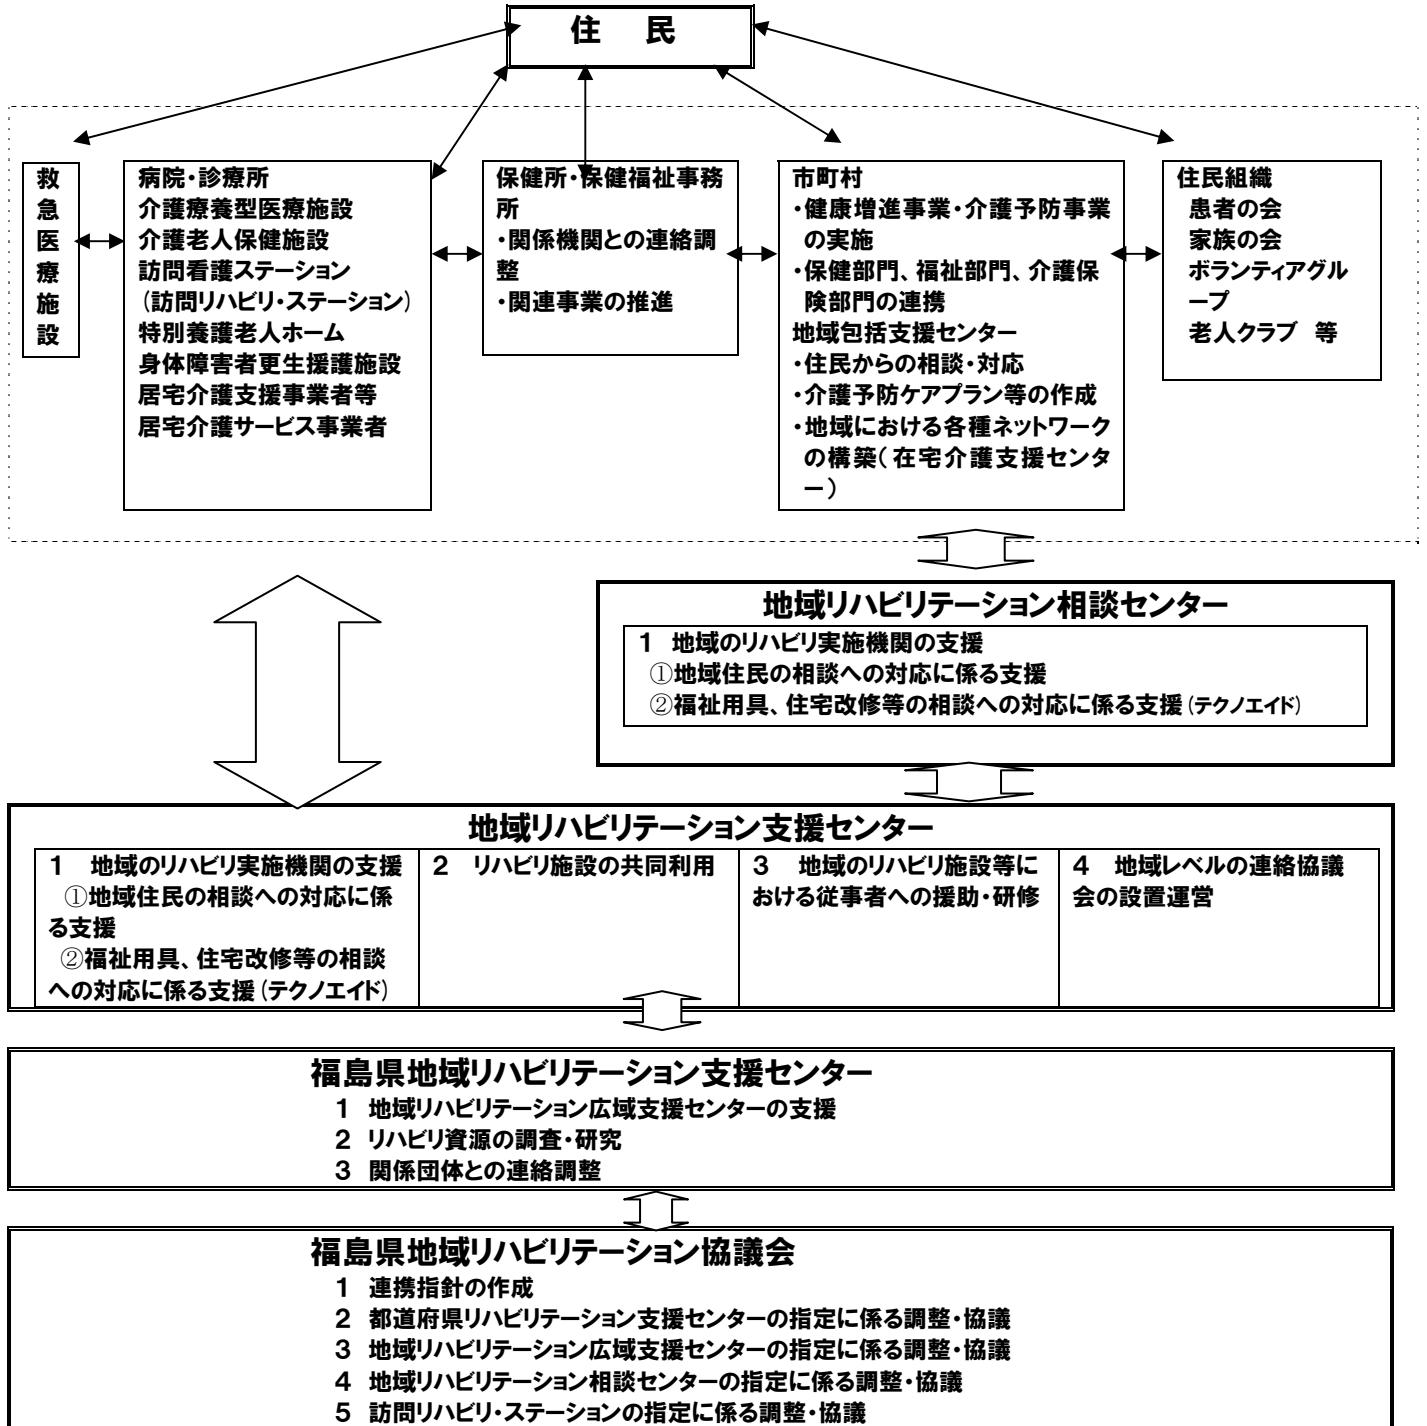 住　民
救
急
医
療
施
設
病院・診療所
介護療養型医療施設
介護老人保健施設
訪問看護ステーション
（訪問リハビリ・ステーション）
特別養護老人ホーム
身体障害者更生援護施設
居宅介護支援事業者等
居宅介護サービス事業者
保健所・保健福祉事務
所
・関係機関との連絡調
整
・関連事業の推進
市町村
・健康増進事業・介護予防事業
の実施
・保健部門、福祉部門、介護保
険部門の連携
地域包括支援センター
・住民からの相談・対応
・介護予防ケアプラン等の作成
・地域における各種ネットワーク
の構築（在宅介護支援センタ
ー）
住民組織
患者の会
家族の会
ボランティアグル
ープ
老人クラブ　等
地域リハビリテーション相談センター
１　地域のリハビリ実施機関の支援
①地域住民の相談への対応に係る支援
②福祉用具、住宅改修等の相談への対応に係る支援（テクノエイド）
地域リハビリテーション支援センター
１　地域のリハビリ実施機関の支援
①地域住民の相談への対応に係
る支援
②福祉用具、住宅改修等の相談
への対応に係る支援（テクノエイド）
２　リハビリ施設の共同利用
３　地域のリハビリ施設等に
おける従事者への援助・研修
４　地域レベルの連絡協議
会の設置運営
福島県地域リハビリテーション支援センター
１　地域リハビリテーション広域支援センターの支援
２　リハビリ資源の調査・研究
３　関係団体との連絡調整
福島県地域リハビリテーション協議会
１　連携指針の作成
２　都道府県リハビリテーション支援センターの指定に係る調整・協議
３　地域リハビリテーション広域支援センターの指定に係る調整・協議
４　地域リハビリテーション相談センターの指定に係る調整・協議
５　訪問リハビリ・ステーションの指定に係る調整・協議